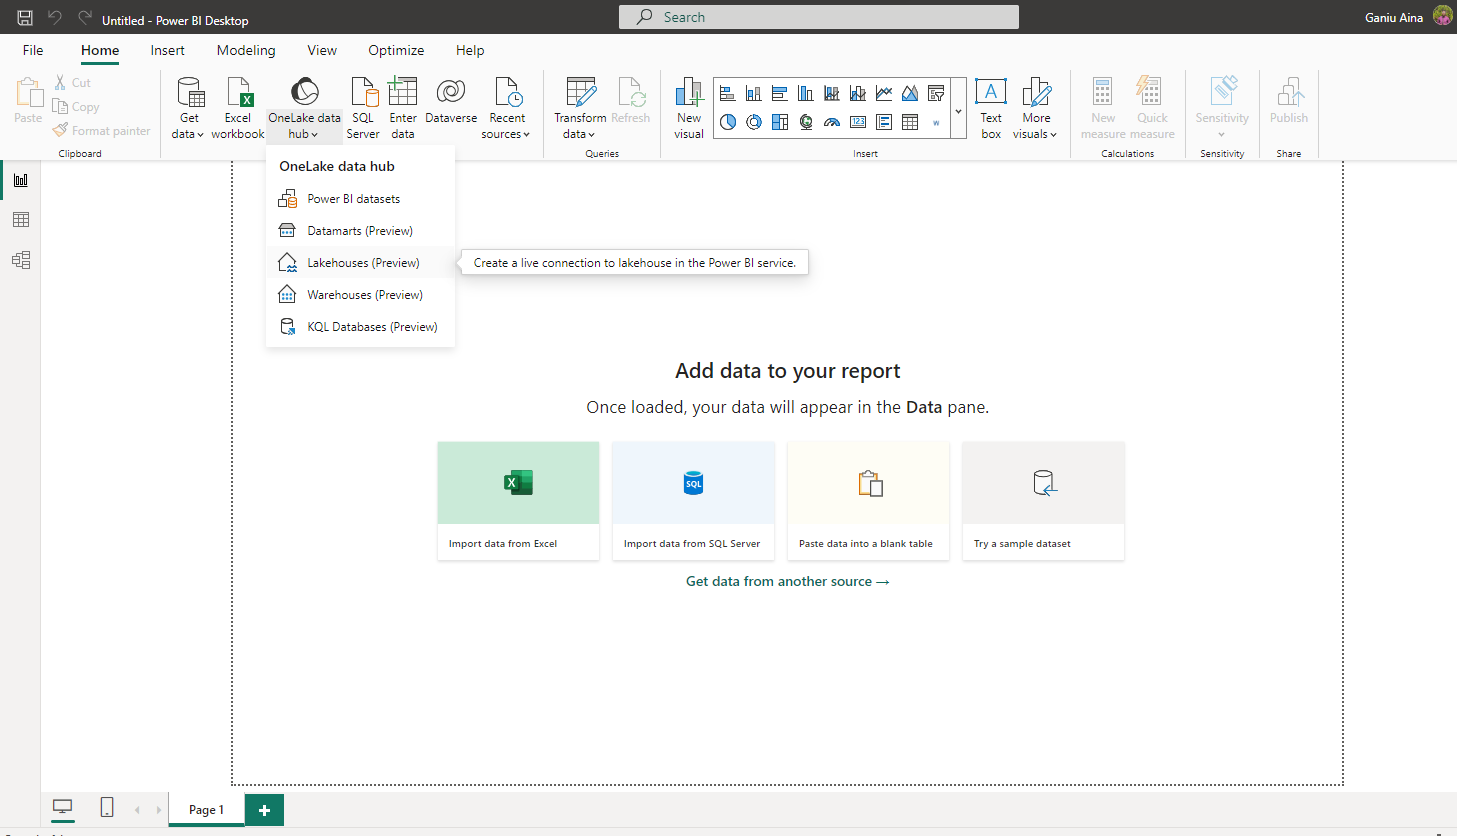 Untitled - Power BI Desktop
Search
Ganiu Aina
File
Home
Insert
Modeling
View
Optimize
Help
Paste
Cut
Copy
Format painter
Clipboard
Get
data
Excel
workbook
OneLake data
hub
SQL
Server
Enter
data
Dataverse
Recent
sources
Transform
data
Refresh
Queries
New
visual
123
Insert
A
Text
box
More
visuals
New
measure
Quick
measure
Calculations
Sensitivity
Sensitivity
Publish
Share
OneLake data hub
Power BI datasets
Datamarts (Preview)
Lakehouses (Preview)
Create a live connection to lakehouse in the Power BI service.
Warehouses (Preview)
KQL Databases (Preview)
Add data to your report
Once loaded, your data will appear in the Data pane.
X
SQL
Import data from Excel
Import data from SQL Server
Paste data into a blank table
Try a sample dataset
Get data from another source →
Page 1